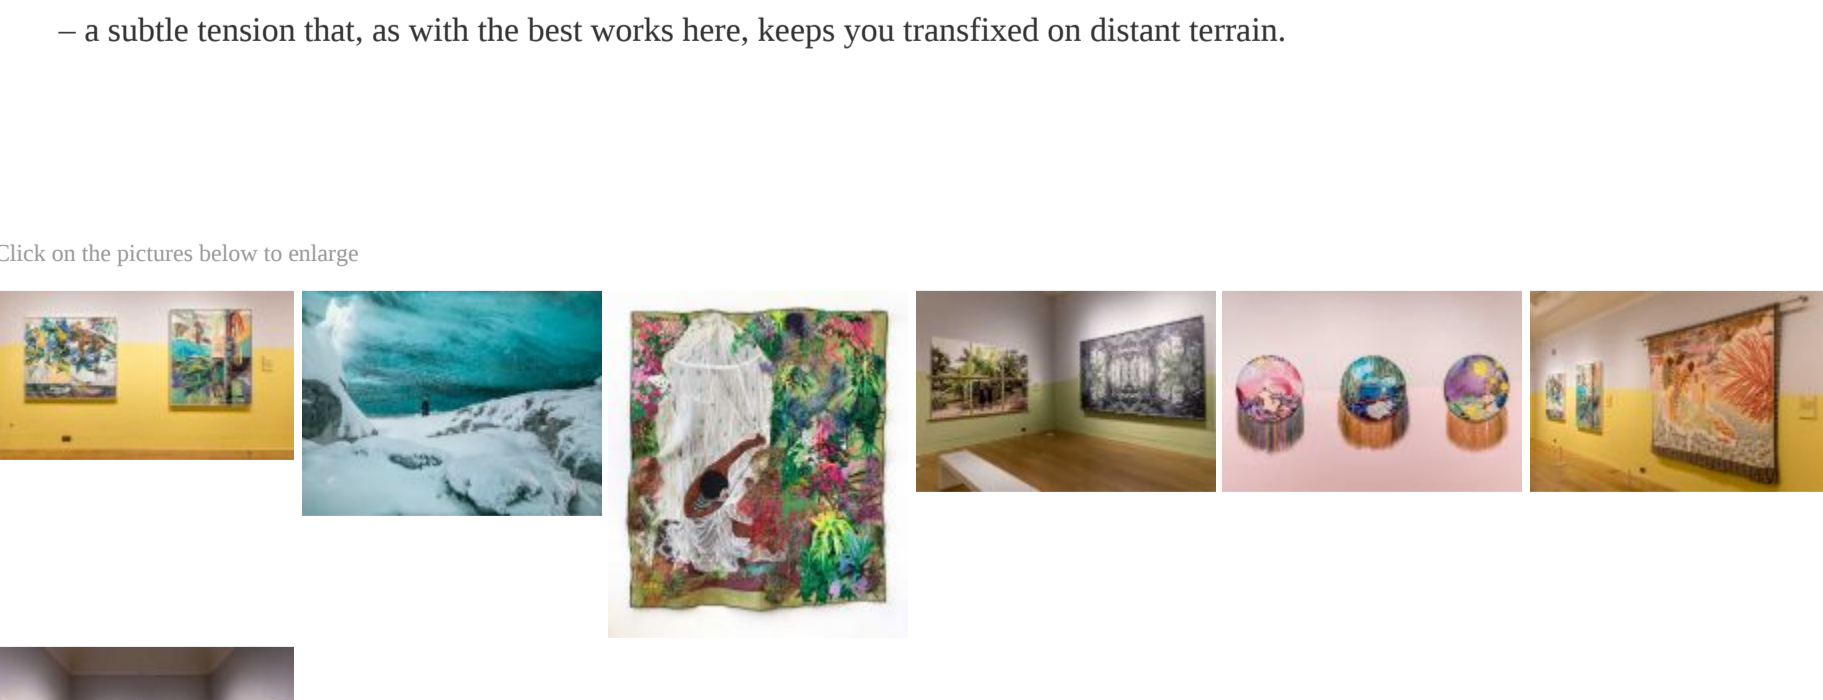 – a subtle tension that, as with the best works here, keeps you transfixed on distant terrain.
Click on the pictures below to enlarge